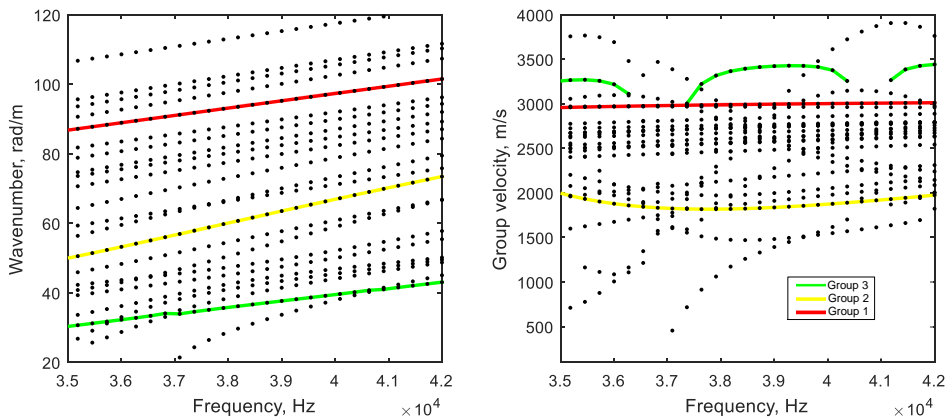 Wavenumber, rad/m
120
100
80
60
40
20
3.5 3.6 3.7 3.8 3.9 4 4.1 4.2
Frequency, Hz
× 10⁴
Group velocity, m/s
4000
3500
3000
2500
2000
1500
1000
500
Group 3
Group 2
Group 1
3.5 3.6 3.7 3.8 3.9 4 4.1 4.2
Frequency, Hz
× 10⁴